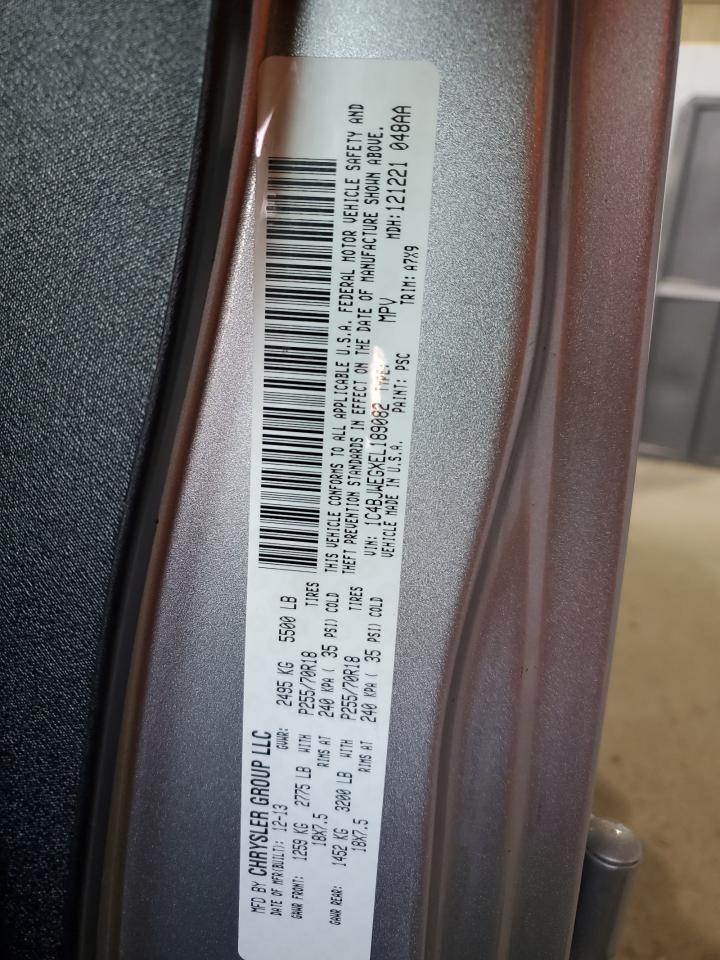 MFD BY CHRYSLER GROUP LLC
DATE OF MFR(BUILT): 12-13 GVWR: 2495 KG 5500 LB
GAWR FRONT: 1259 KG 2775 LB WITH P255/70R18 TIRES
18X7.5 RIMS AT 240 KPA ( 35 PSI) COLD
GAWR REAR: 1452 KG 3200 LB WITH P255/70R18 TIRES
18X7.5 RIMS AT 240 KPA ( 35 PSI) COLD
THIS VEHICLE CONFORMS TO ALL APPLICABLE U.S.A. FEDERAL MOTOR VEHICLE SAFETY AND
THEFT PREVENTION STANDARDS IN EFFECT ON THE DATE OF MANUFACTURE SHOWN ABOVE.
VIN: 1C4BJWEGXEL189082 TYPE: MPV MDH: 121221 048AA
VEHICLE MADE IN U.S.A. PAINT: PSC TRIM: A7X9